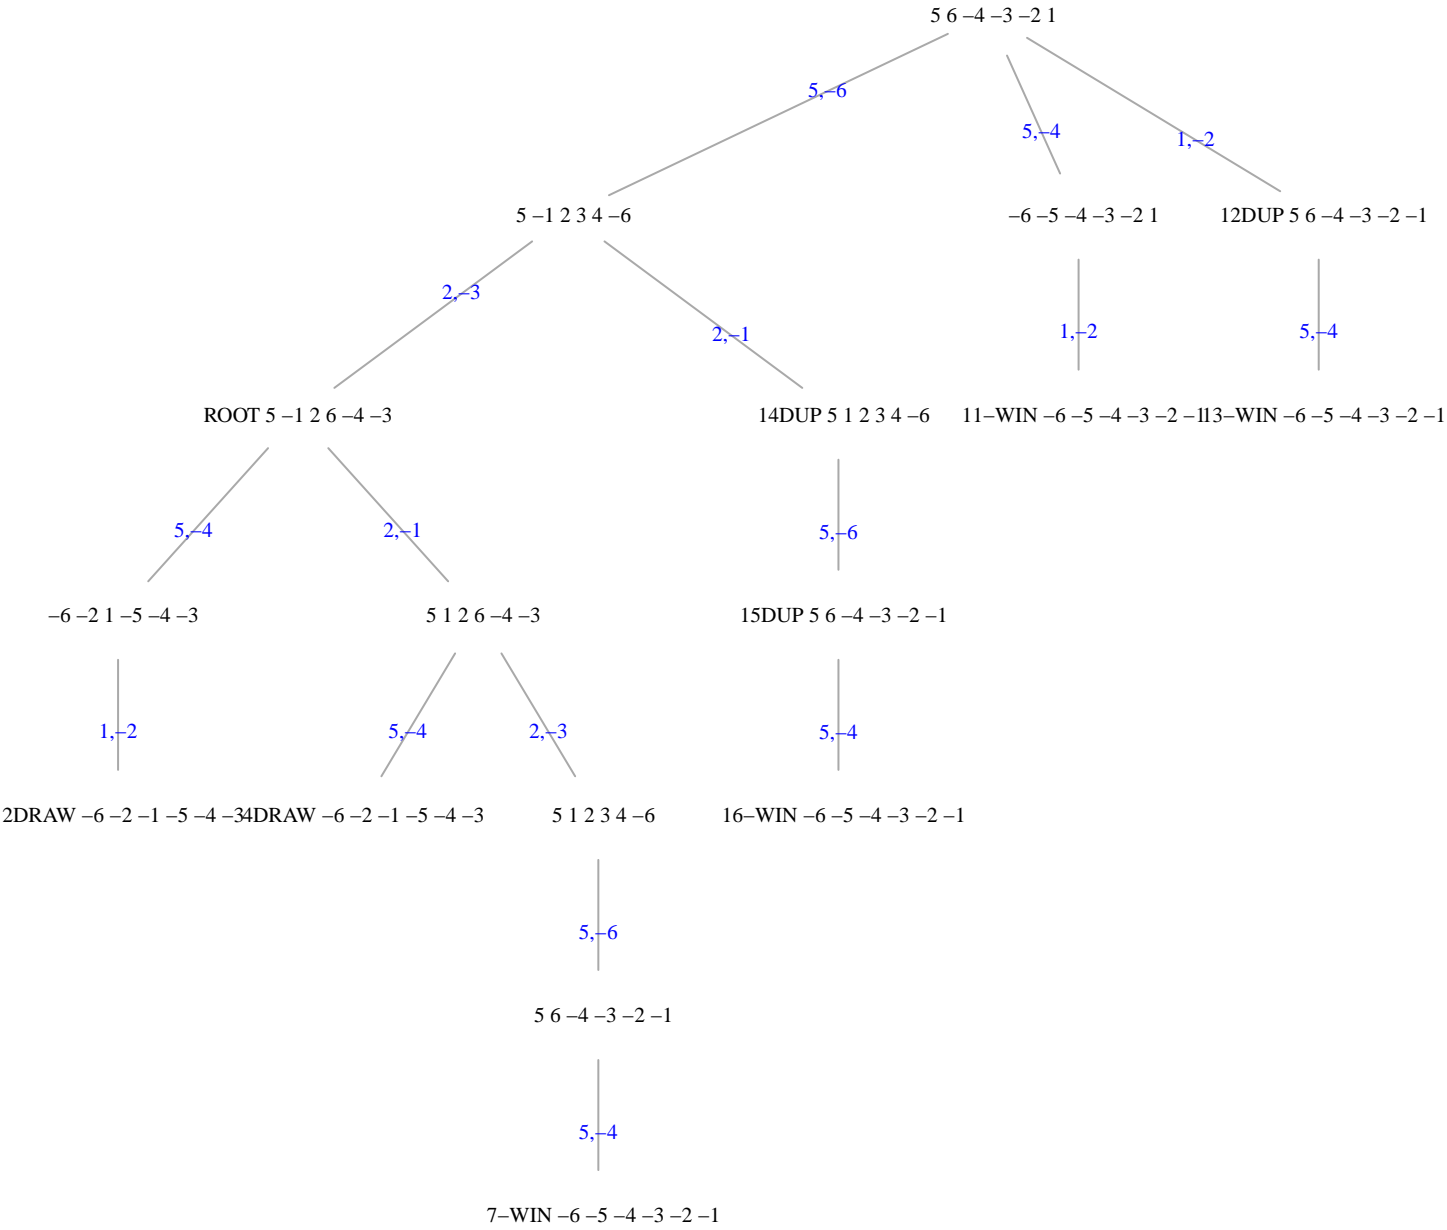 5 6 –4 –3 –2 1
5,–6
5,–4
1,–2
5 –1 2 3 4 –6
–6 –5 –4 –3 –2 1
12DUP 5 6 –4 –3 –2 –1
2,–3
2,–1
1,–2
5,–4
ROOT 5 –1 2 6 –4 –3
14DUP 5 1 2 3 4 –6
11–WIN –6 –5 –4 –3 –2 –1
13–WIN –6 –5 –4 –3 –2 –1
5,–4
2,–1
5,–6
–6 –2 1 –5 –4 –3
5 1 2 6 –4 –3
15DUP 5 6 –4 –3 –2 –1
1,–2
5,–4
2,–3
5,–4
2DRAW –6 –2 –1 –5 –4 –3
4DRAW –6 –2 –1 –5 –4 –3
5 1 2 3 4 –6
16–WIN –6 –5 –4 –3 –2 –1
5,–6
5 6 –4 –3 –2 –1
5,–4
7–WIN –6 –5 –4 –3 –2 –1